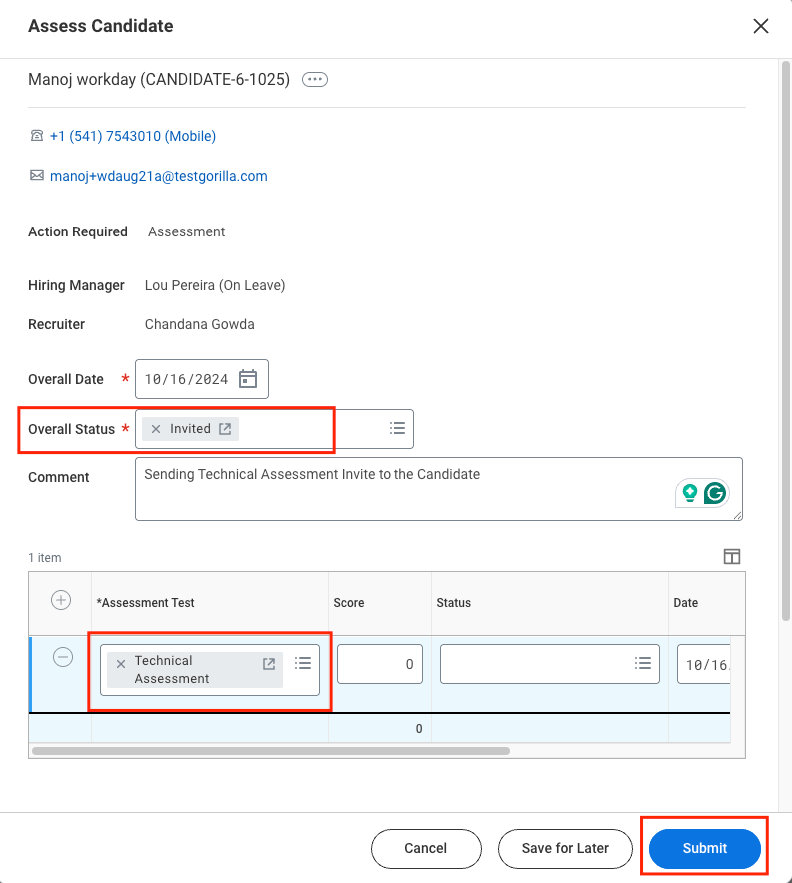 Assess Candidate
Manoj workday (CANDIDATE-6-1025)
+1 (541) 7543010 (Mobile)
manoj+wdaug21a@testgorilla.com
Action Required Assessment
Hiring Manager Lou Pereira (On Leave)
Recruiter Chandana Gowda
Overall Date * 10/16/2024
Overall Status * × Invited
Comment Sending Technical Assessment Invite to the Candidate
1 item
*Assessment Test Score Status Date
× Technical 0 10/16
Assessment
0
Cancel Save for Later Submit